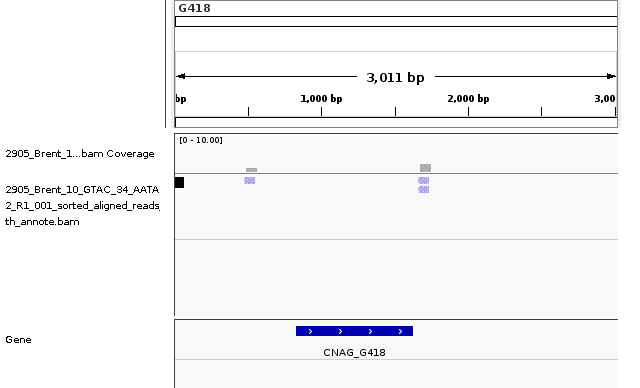 G418
3,011 bp
bp
1,000 bp
2,000 bp
3,00
[0 - 10.00]
2905_Brent_1...bam Coverage
2905_Brent_10_GTAC_34_AATA
2_R1_001_sorted_aligned_reads_
th_annote.bam
Gene
CNAG_G418